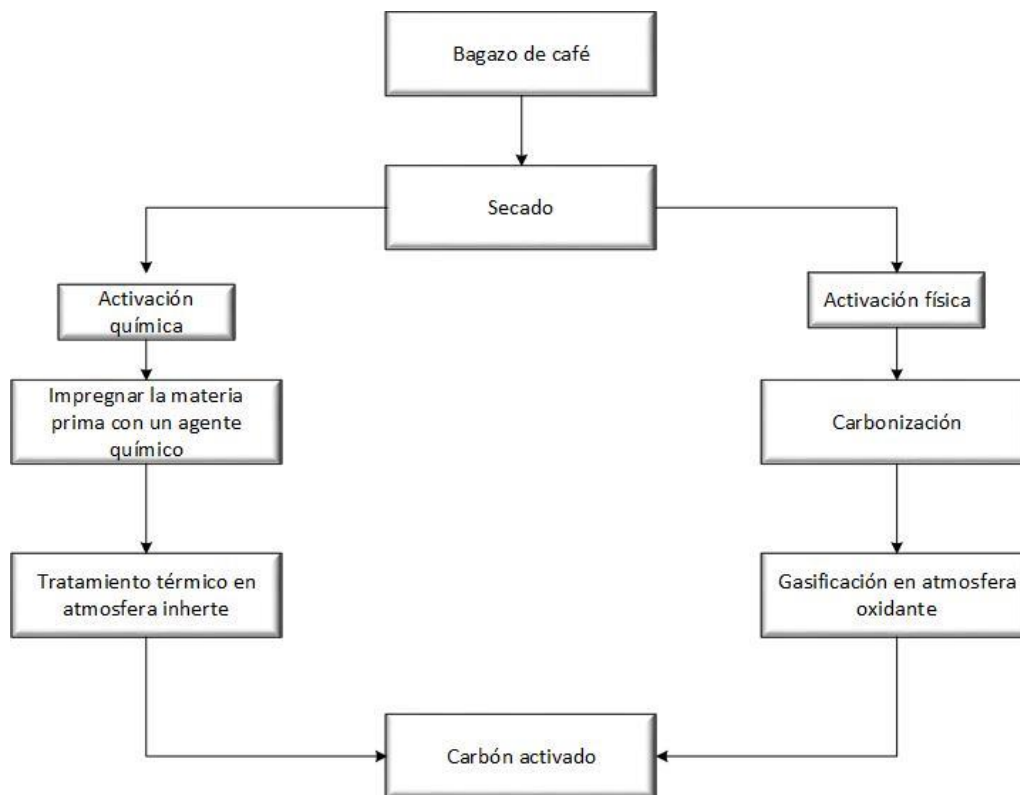 Bagazo de café
Secado
Activación
química
Activación física
Impregnar la materia
prima con un agente
químico
Carbonización
Tratamiento térmico en
atmosfera inherte
Gasificación en atmosfera
oxidante
Carbón activado